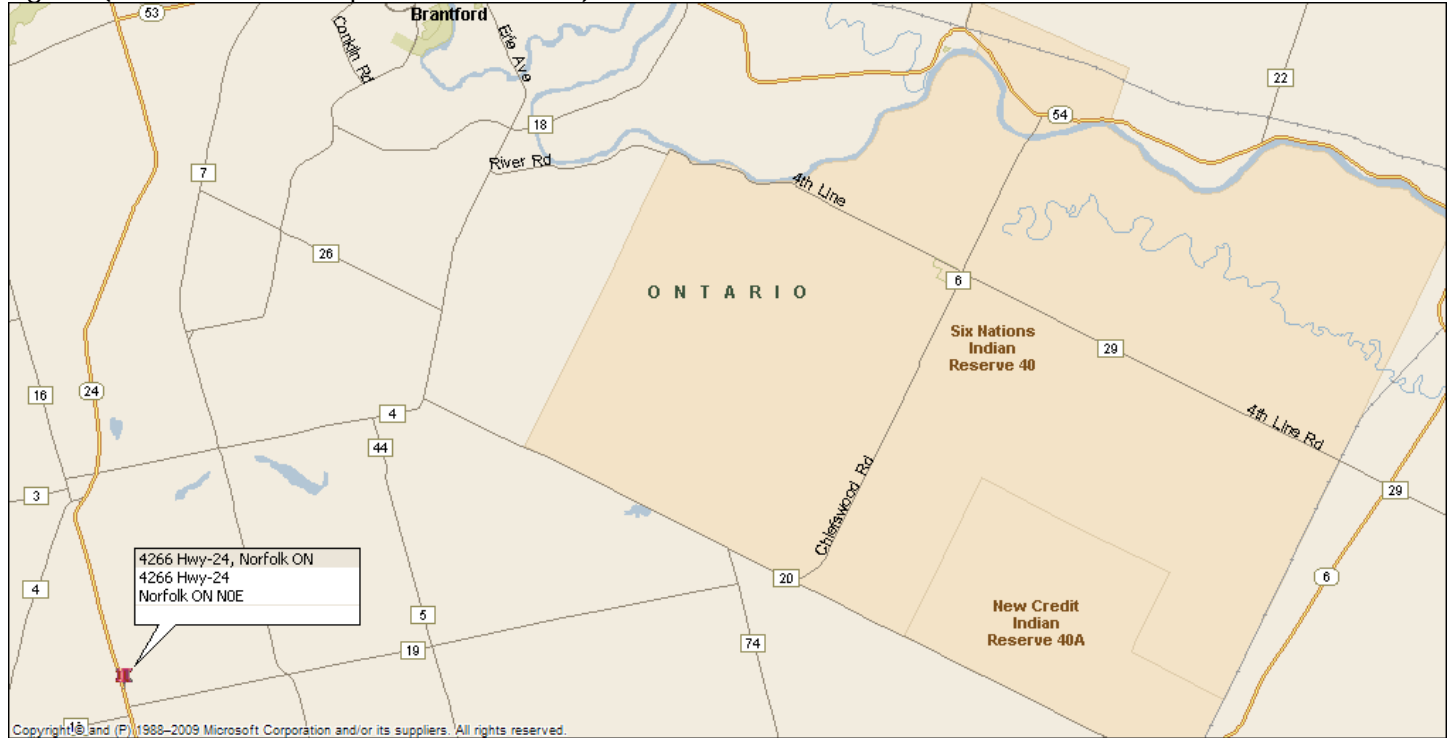 Brantford
53
Conklin Rd
Erie Ave
22
54
18
River Rd
7
4th Line
26
6
ONTARIO
Six Nations
Indian
Reserve 40
29
24
16
4
4th Line Rd
44
3
29
Chiefswood Rd
4266 Hwy-24, Norfolk ON
4266 Hwy-24
Norfolk ON N0E
20
6
4
5
New Credit
Indian
Reserve 40A
74
19
Copyright © and (P) 1988–2009 Microsoft Corporation and/or its suppliers. All rights reserved.